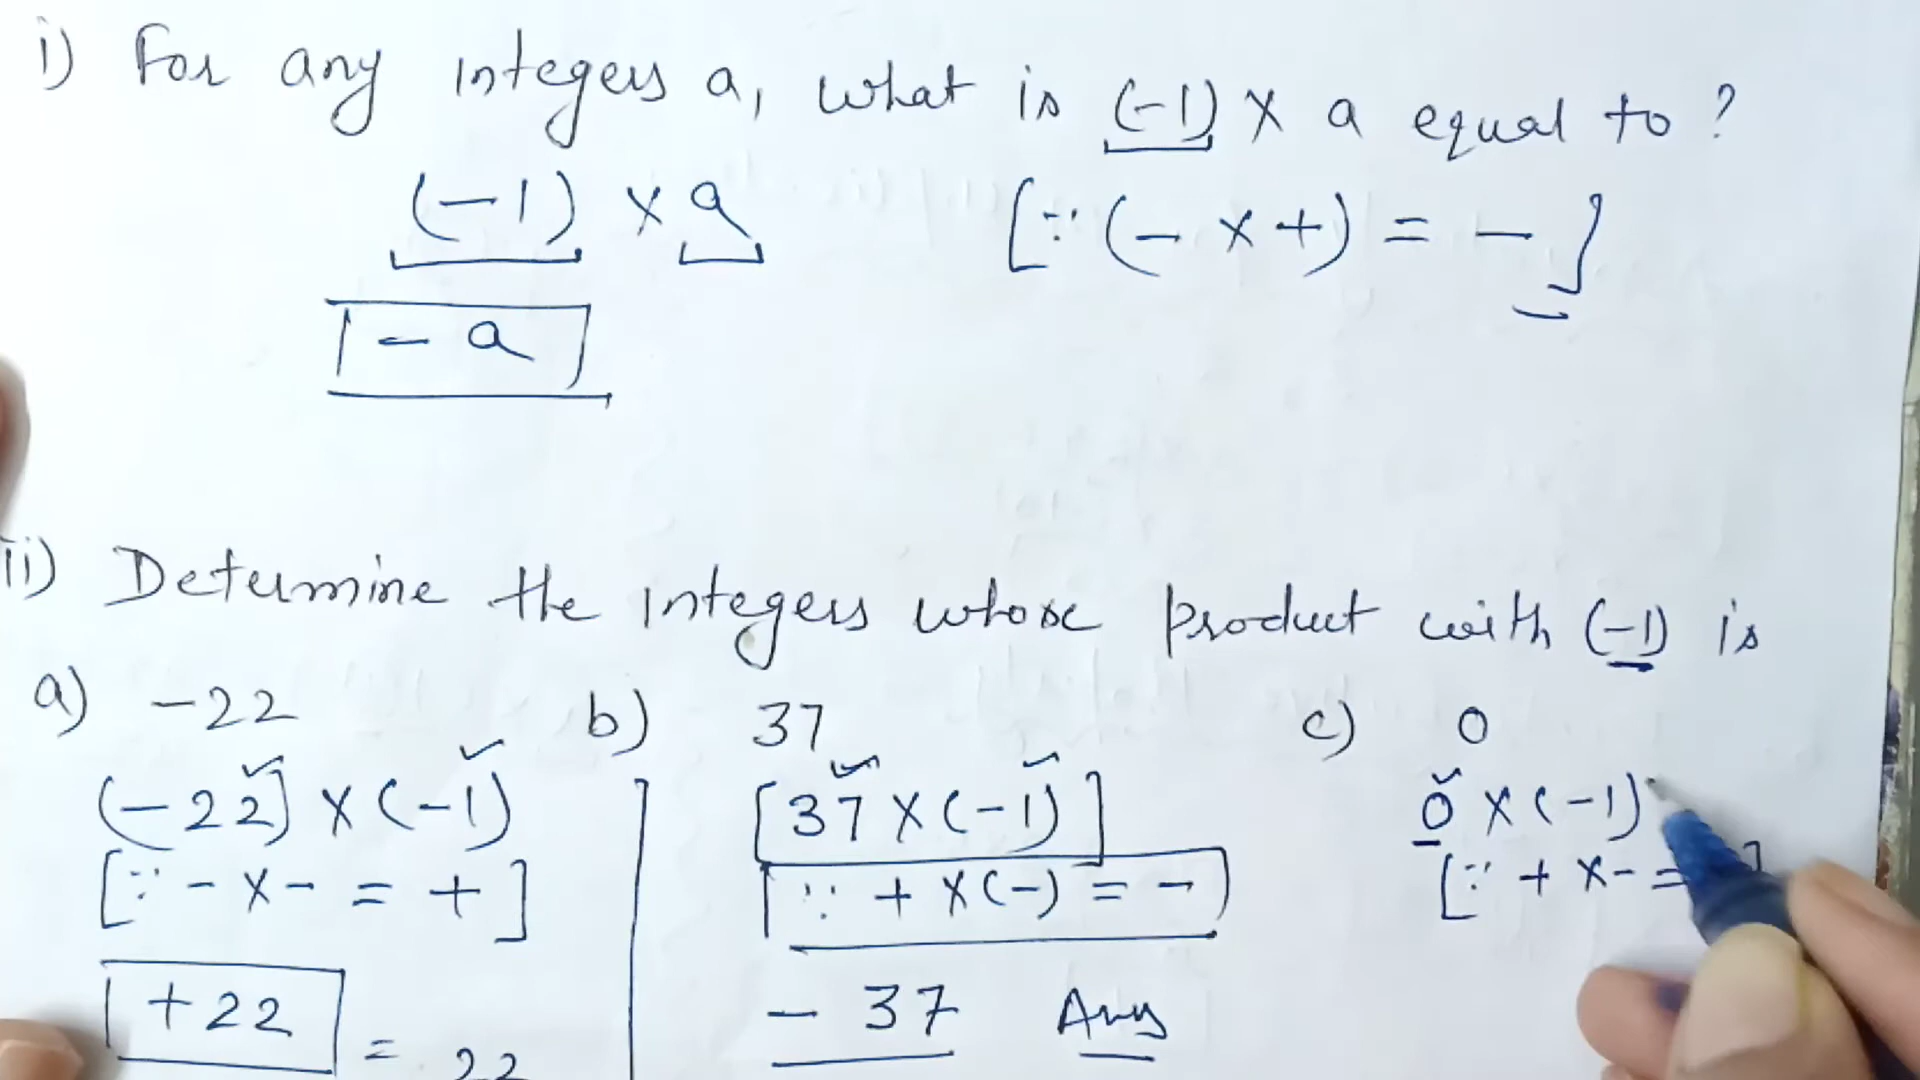 i) For any integers a, what is (-1) × a equal to ?
(-1) × a [∵ (- × +) = -]
- a
ii) Determine the integers whose product with (-1) is
a) -22 b) 37 c) 0
(-22] × (-1) [37 × (-1)] 0 × (-1)
[∵ - × - = +] ∵ + × (-) = - [∵ + × - = ]
+22 - 37 Ans
= 22